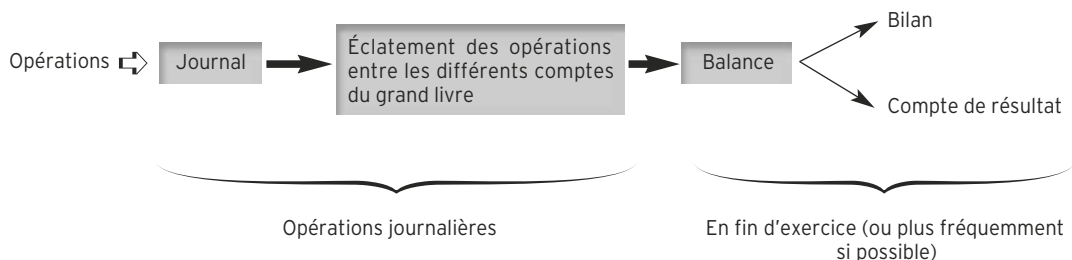 Opérations
Journal
Éclatement des opérations
entre les différents comptes
du grand livre
Balance
Bilan
Compte de résultat
Opérations journalières
En fin d'exercice (ou plus fréquemment
si possible)